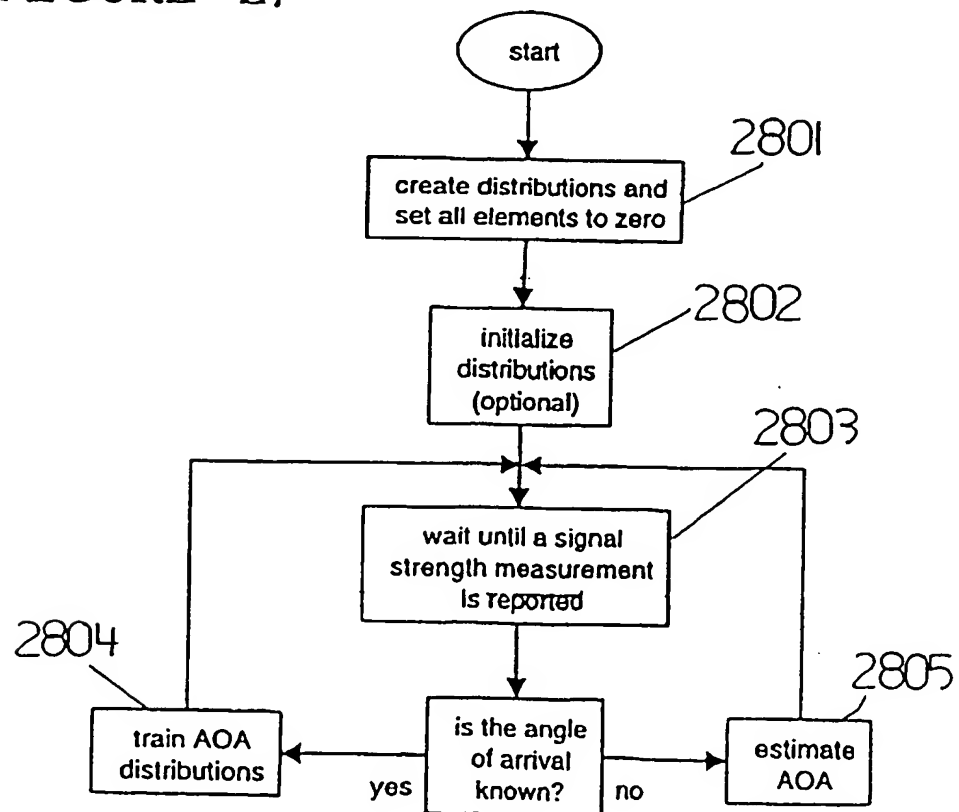 start
2801
create distributions and
set all elements to zero
2802
initialize
distributions
(optional)
2803
wait until a signal
strength measurement
is reported
2804
2805
train AOA
distributions
is the angle
of arrival
known?
estimate
AOA
yes
no